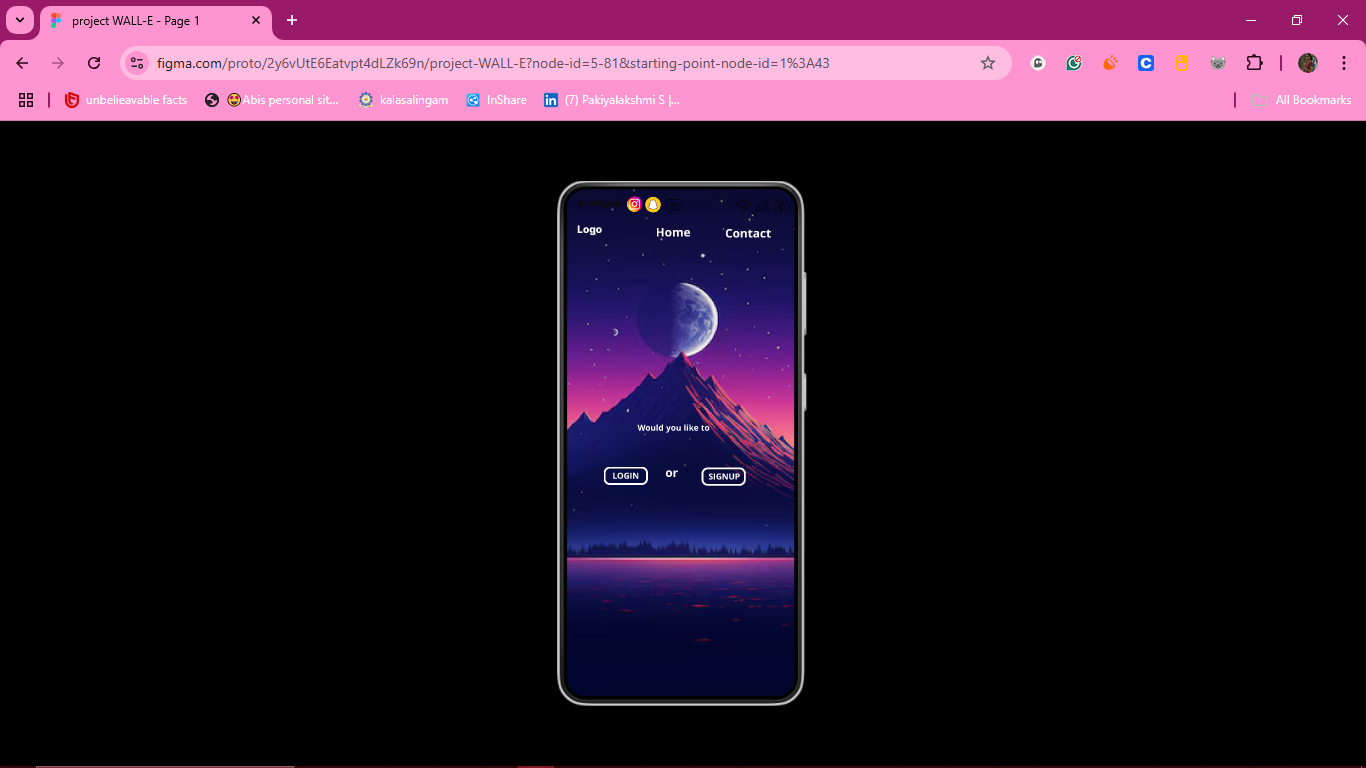 project WALL-E - Page 1
figma.com/proto/2y6vUtE6Eatvpt4dLZk69n/project-WALL-E?node-id=5-81&starting-point-node-id=1%3A43
unbelieavable facts
Abis personal sit...
kalasalingam
InShare
(7) Pakiyalakshmi S |...
All Bookmarks
Logo
Home
Contact
Would you like to
LOGIN or SIGNUP